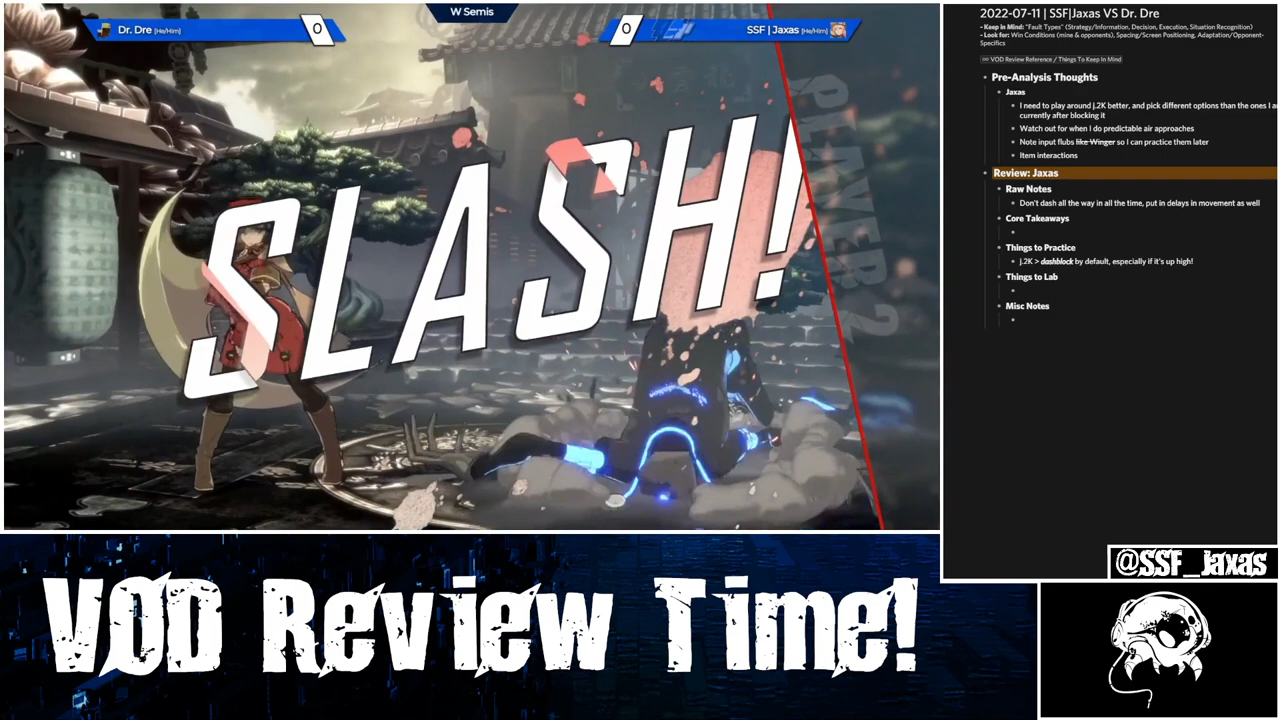 W Semis
Dr. Dre [He/Him]
0
0
SSF | Jaxas [He/Him]
SLASH!
PLAYER 2
2022-07-11 | SSF|Jaxas VS Dr. Dre
- Keep in Mind: "Fault Types" (Strategy/Information, Decision, Execution, Situation Recognition)
- Look for: Win Conditions (mine & opponents), Spacing/Screen Positioning, Adaptation/Opponent-
Specifics
VOD Review Reference / Things To Keep In Mind
Pre-Analysis Thoughts
Jaxas
I need to play around j.2K better, and pick different options than the ones I a
currently after blocking it
Watch out for when I do predictable air approaches
Note input flubs like Winger so I can practice them later
Item interactions
Review: Jaxas
Raw Notes
Don't dash all the way in all the time, put in delays in movement as well
Core Takeaways
Things to Practice
j.2K > dashblock by default, especially if it's up high!
Things to Lab
Misc Notes
@SSF_Jaxas
VOD Review Time!